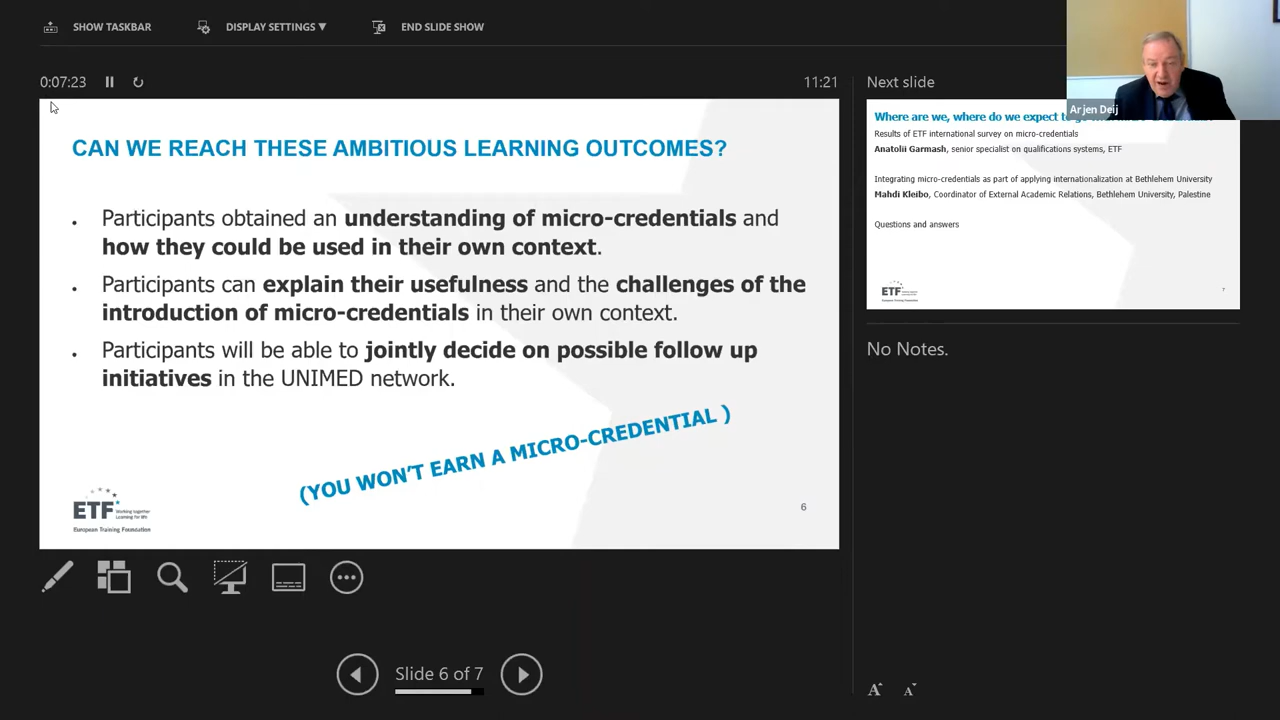 SHOW TASKBAR
DISPLAY SETTINGS ▼
END SLIDE SHOW
0:07:23
11:21
CAN WE REACH THESE AMBITIOUS LEARNING OUTCOMES?
Participants obtained an understanding of micro-credentials and
how they could be used in their own context.
Participants can explain their usefulness and the challenges of the
introduction of micro-credentials in their own context.
Participants will be able to jointly decide on possible follow up
initiatives in the UNIMED network.
(YOU WON'T EARN A MICRO-CREDENTIAL )
ETF
Working together
Learning for life
European Training Foundation
6
Slide 6 of 7
Next slide
Arjen Deij
Where are we, where do we expect to
Results of ETF international survey on micro-credentials
Anatolii Garmash, senior specialist on qualifications systems, ETF
Integrating micro-credentials as part of applying internationalization at Bethlehem University
Mahdi Kleibo, Coordinator of External Academic Relations, Bethlehem University, Palestine
Questions and answers
ETF
7
No Notes.
A A